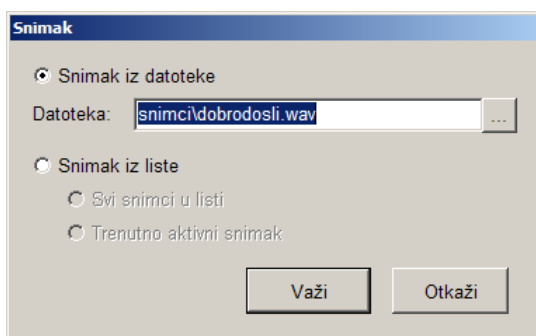 Snimak
Snimak iz datoteke
Datoteka: snimci\dobrodosli.wav ...
Snimak iz liste
Svi snimci u listi
Trenutno aktivni snimak
Važi Otkaži